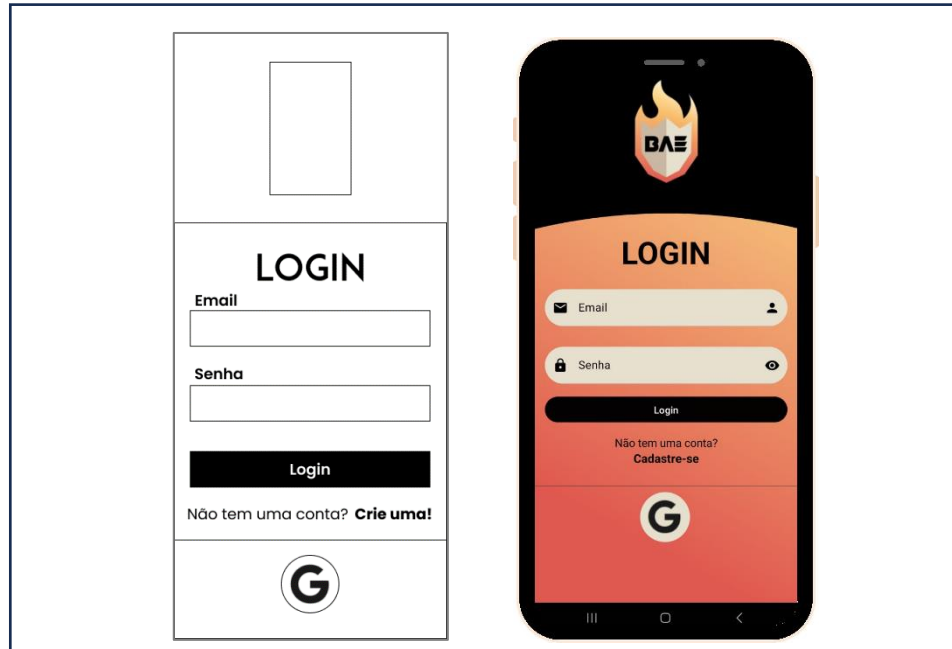 LOGIN
Email
Senha
Login
Não tem uma conta? Crie uma!
G
BAE
LOGIN
Email
Senha
Login
Não tem uma conta?
Cadastre-se
G